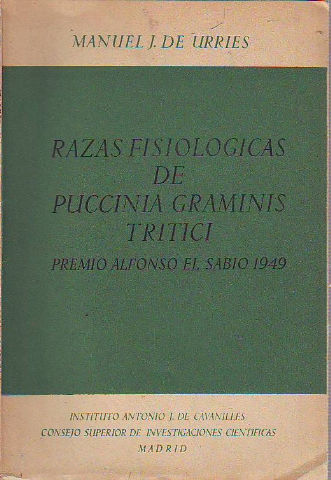 MANUEL J. DE URRIES
RAZAS FISIOLOGICAS
DE
PUCCINIA GRAMINIS
TRITICI
PREMIO ALFONSO EL SABIO 1949
INSTITUTO ANTONIO J. DE CAVANILLES
CONSEJO SUPERIOR DE INVESTIGACIONES CIENTIFICAS
MADRID